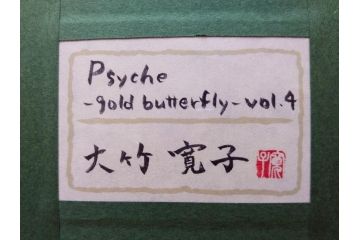 Psyche
-gold butterfly- vol.4
大竹 寛子